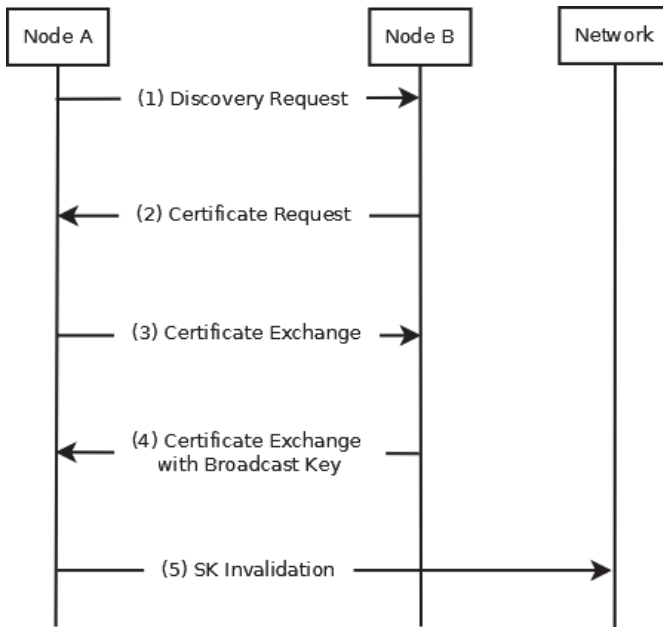 Node A
Node B
Network
(1) Discovery Request
(2) Certificate Request
(3) Certificate Exchange
(4) Certificate Exchange
with Broadcast Key
(5) SK Invalidation